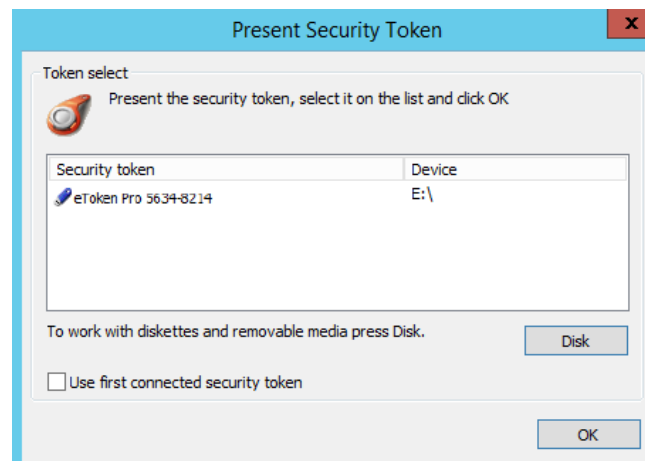 Present Security Token
x
Token select
Present the security token, select it on the list and click OK
Security token Device
eToken Pro 5634-8214 E:\
To work with diskettes and removable media press Disk.
Disk
Use first connected security token
OK